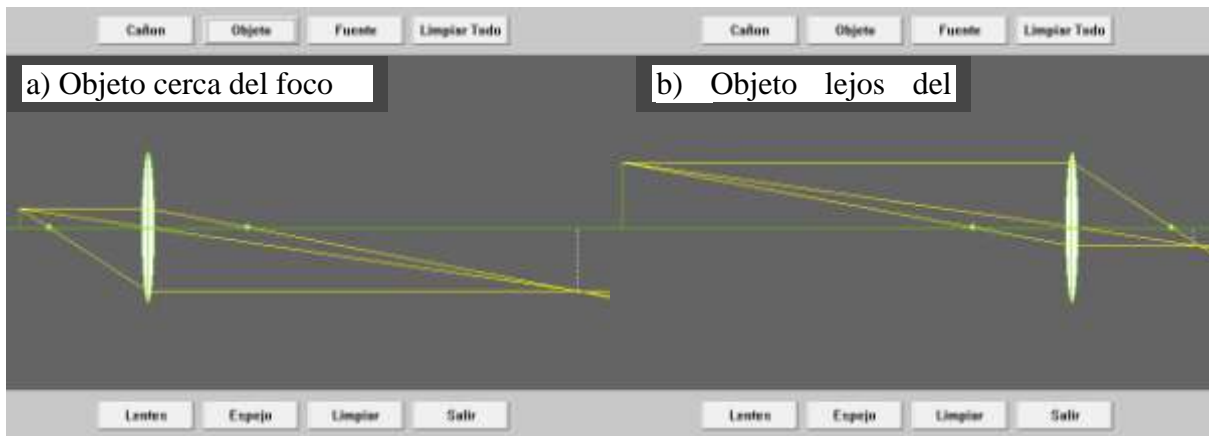 Cañon Objeto Fuente Limpiar Todo
Cañon Objeto Fuente Limpiar Todo
a) Objeto cerca del foco
b) Objeto lejos del
Lentes Espejo Limpiar Salir
Lentes Espejo Limpiar Salir